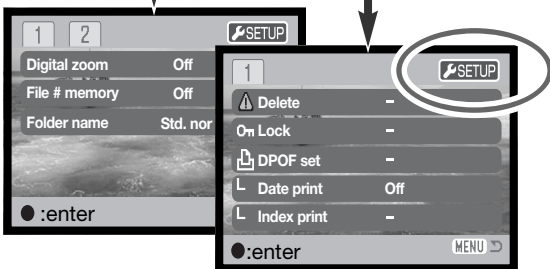 1 2 SETUP
Digital zoom Off
File # memory Off
Folder name Std. nor
:enter
1 SETUP
Delete –
Lock –
DPOF set –
Date print Off
Index print –
:enter MENU